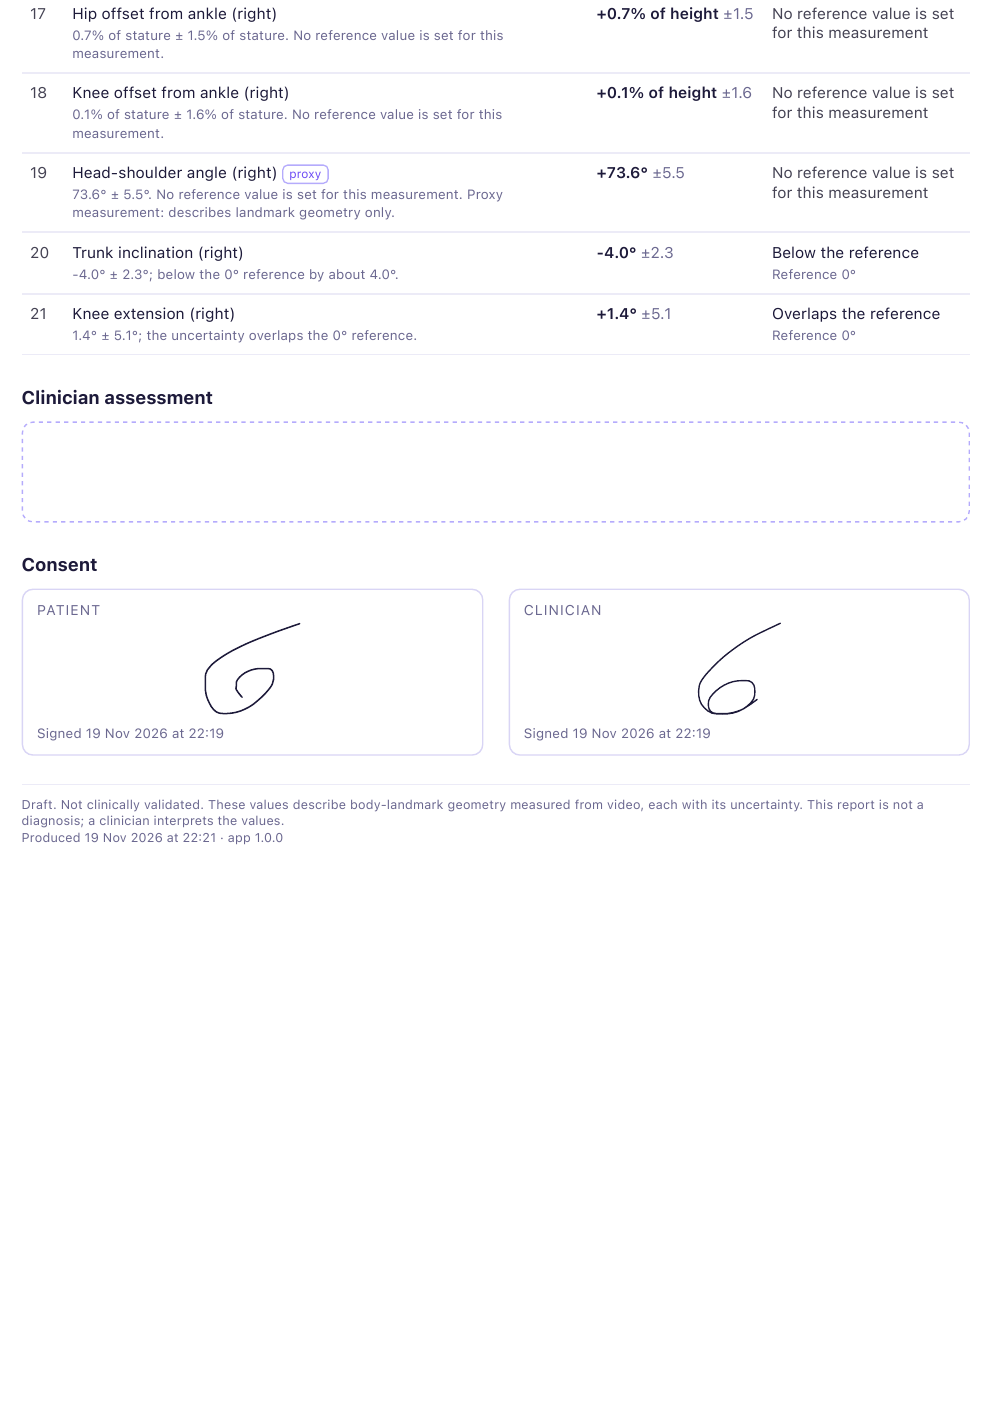 17 Hip offset from ankle (right) +0.7% of height ±1.5 No reference value is set
0.7% of stature ± 1.5% of stature. No reference value is set for this for this measurement
measurement.
18 Knee offset from ankle (right) +0.1% of height ±1.6 No reference value is set
0.1% of stature ± 1.6% of stature. No reference value is set for this for this measurement
measurement.
19 Head-shoulder angle (right) proxy +73.6° ±5.5 No reference value is set
73.6° ± 5.5°. No reference value is set for this measurement. Proxy for this measurement
measurement: describes landmark geometry only.
20 Trunk inclination (right) -4.0° ±2.3 Below the reference
-4.0° ± 2.3°; below the 0° reference by about 4.0°. Reference 0°
21 Knee extension (right) +1.4° ±5.1 Overlaps the reference
1.4° ± 5.1°; the uncertainty overlaps the 0° reference. Reference 0°
Clinician assessment
Consent
PATIENT CLINICIAN
Signed 19 Nov 2026 at 22:19 Signed 19 Nov 2026 at 22:19
Draft. Not clinically validated. These values describe body-landmark geometry measured from video, each with its uncertainty. This report is not a
diagnosis; a clinician interprets the values.
Produced 19 Nov 2026 at 22:21 · app 1.0.0